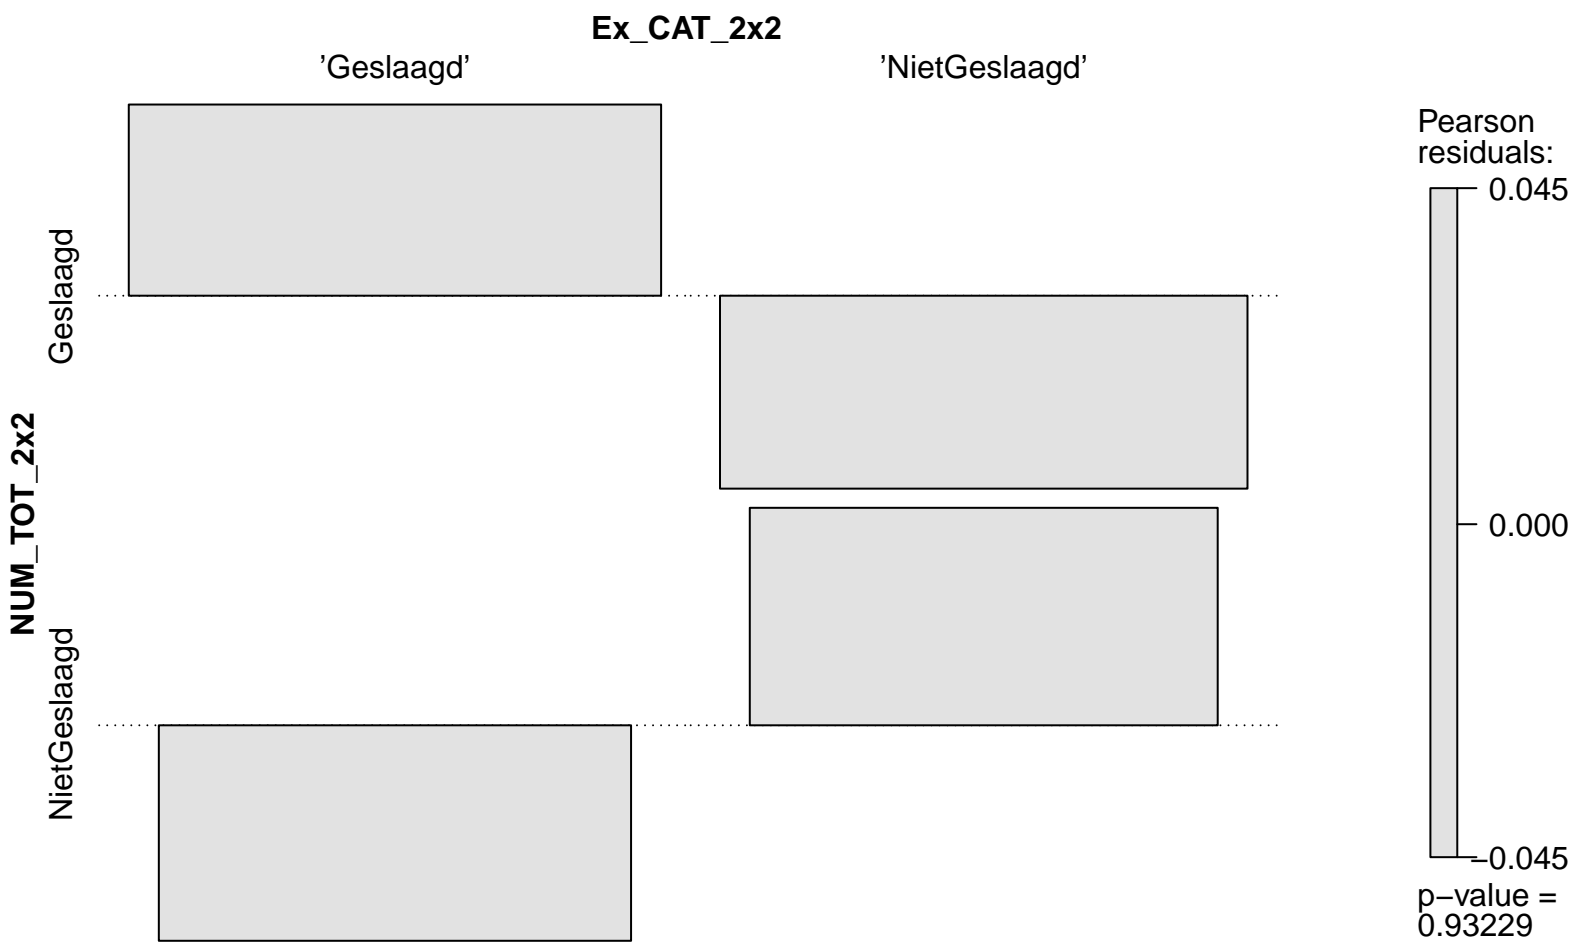 Ex_CAT_2x2
’Geslaagd’ ’NietGeslaagd’
NUM_TOT_2x2
Geslaagd
NietGeslaagd
Pearson
residuals:
0.045
0.000
−0.045
p−value =
0.93229